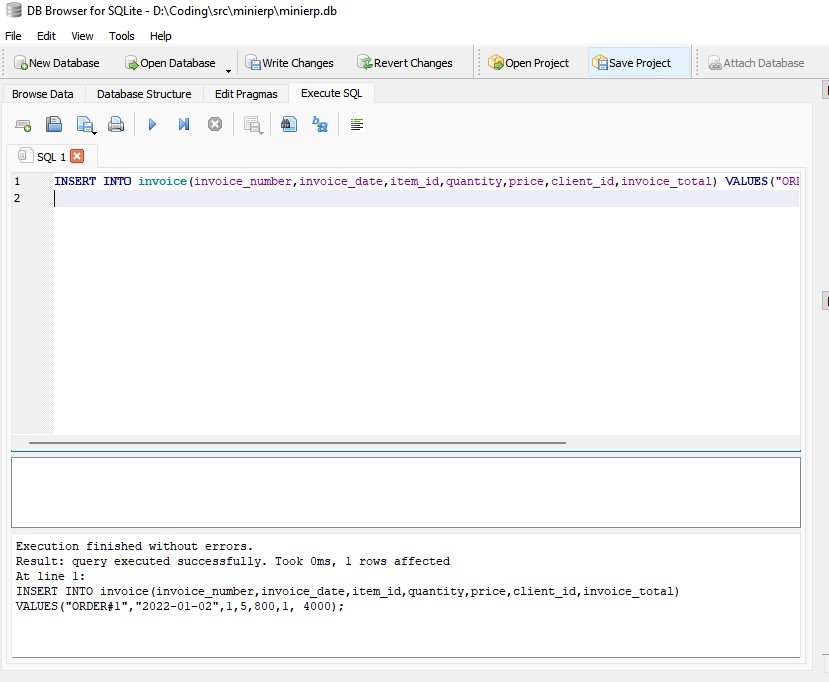 DB Browser for SQLite - D:\Coding\src\minierp\minierp.db
File Edit View Tools Help
New Database Open Database Write Changes Revert Changes Open Project Save Project Attach Database
Browse Data Database Structure Edit Pragmas Execute SQL
SQL 1
1 INSERT INTO invoice(invoice_number,invoice_date,item_id,quantity,price,client_id,invoice_total) VALUES("ORD
2
Execution finished without errors.
Result: query executed successfully. Took 0ms, 1 rows affected
At line 1:
INSERT INTO invoice(invoice_number,invoice_date,item_id,quantity,price,client_id,invoice_total)
VALUES("ORDER#1","2022-01-02",1,5,800,1, 4000);